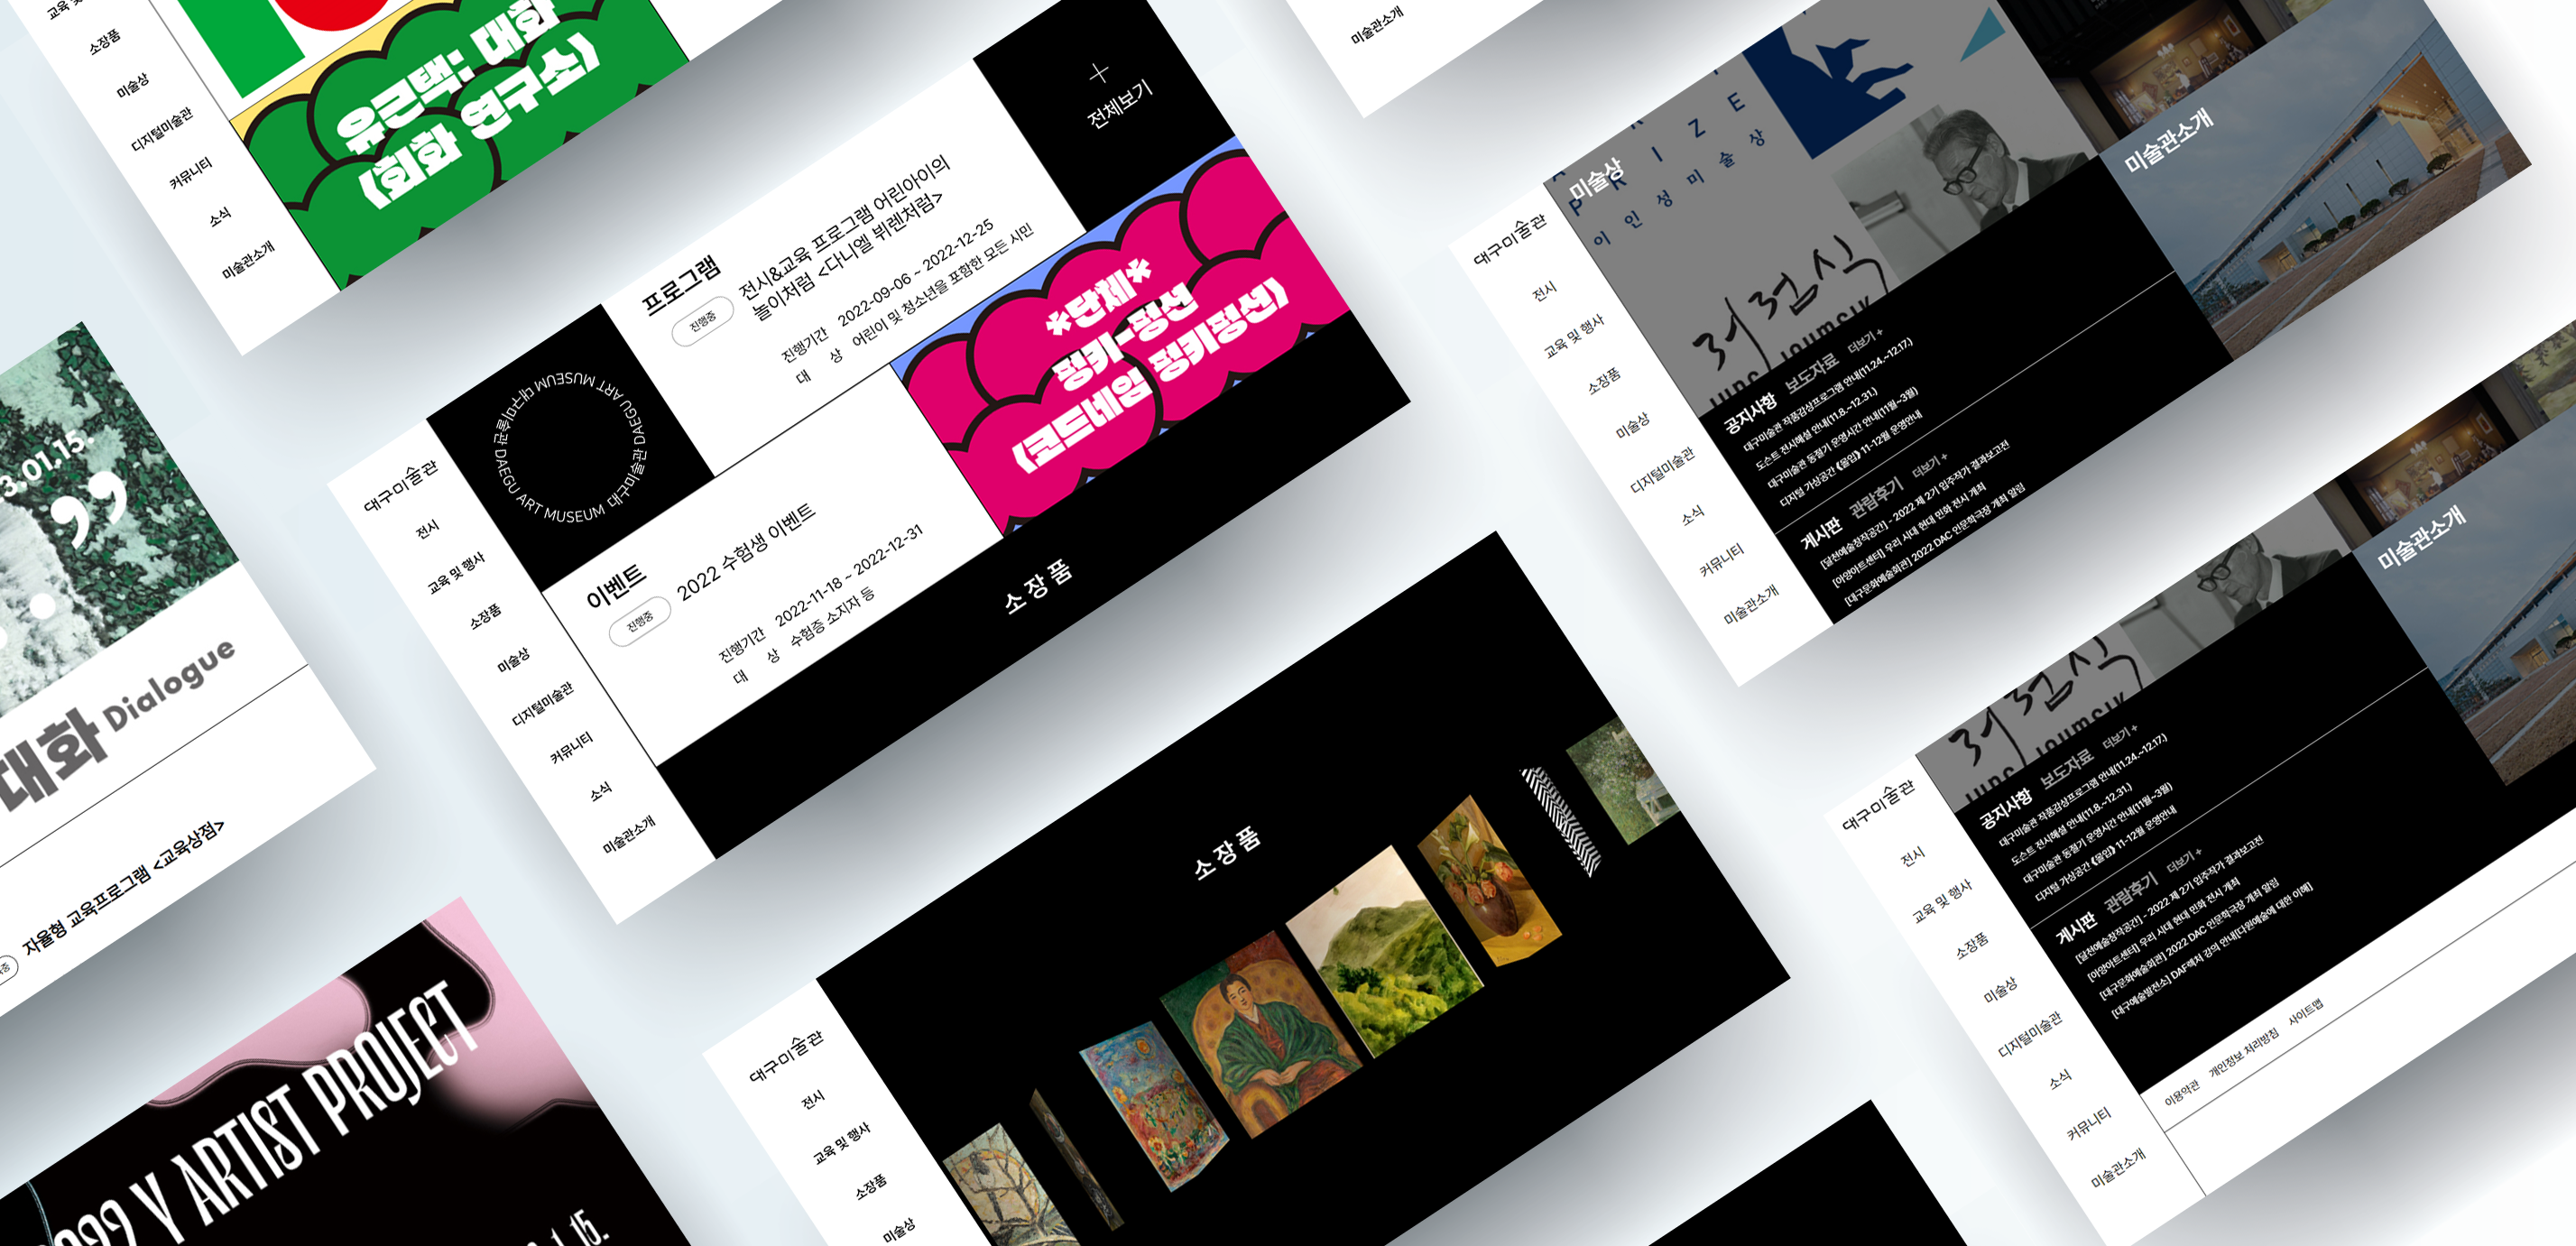 소장품
미술상
디지털미술관
커뮤니티
소식
미술관소개
유근택: 대화
⟨회화 연구소⟩
3.01.15.
”
대화 Dialogue
자율형 교육프로그램 <교육상점>
Y ARTIST PROJECT
15.
대구미술관
전시
교육 및 행사
소장품
미술상
디지털미술관
커뮤니티
소식
미술관소개
대구미술관 DAEGU ART MUSEUM 대구미술관 DAEGU ART MUSEUM
프로그램
진행중
전시&교육 프로그램 어린아이의
놀이처럼 <다니엘 뷔렌처럼>
진행기간 2022-09-06 ~ 2022-12-25
대 상 어린이 및 청소년을 포함한 모든 시민
+
전체보기
이벤트
진행중
2022 수험생 이벤트
진행기간 2022-11-18 ~ 2022-12-31
대 상 수험증 소지자 등
*단체*
펑키-펑션
⟨코드네임 펑키펑션⟩
소장품
대구미술관
전시
교육 및 행사
소장품
미술상
소장품
미술관소개
대구미술관
전시
교육 및 행사
소장품
미술상
디지털미술관
소식
커뮤니티
미술관소개
미술상
PRIZE
이인성미술상
미술관소개
공지사항 보도자료 더보기 +
대구미술관 작품감상프로그램 안내(11.24.~12.17.)
도슨트 전시해설 안내(11.8.~12.31.)
대구미술관 동절기 운영시간 안내(11월~3월)
디지털 가상공간 《몰입》 11-12월 운영안내
게시판 관람후기 더보기 +
[달천예술창작공간] - 2022 제 2기 입주작가 결과보고전
[아양아트센터] 우리 시대 현대 민화 전시 개최
[대구문화예술회관] 2022 DAC 인문학극장 개최 알림
대구미술관
전시
교육 및 행사
소장품
미술상
디지털미술관
소식
커뮤니티
미술관소개
미술관소개
공지사항 보도자료 더보기 +
대구미술관 작품감상프로그램 안내(11.24.~12.17.)
도슨트 전시해설 안내(11.8.~12.31.)
대구미술관 동절기 운영시간 안내(11월~3월)
디지털 가상공간 《몰입》 11-12월 운영안내
게시판 관람후기 더보기 +
[달천예술창작공간] - 2022 제 2기 입주작가 결과보고전
[아양아트센터] 우리 시대 현대 민화 전시 개최
[대구문화예술회관] 2022 DAC 인문학극장 개최 알림
[대구예술발전소] DAF렉처 강의 안내[다원예술에 대한 이해]
이용약관 개인정보 처리방침 사이트맵